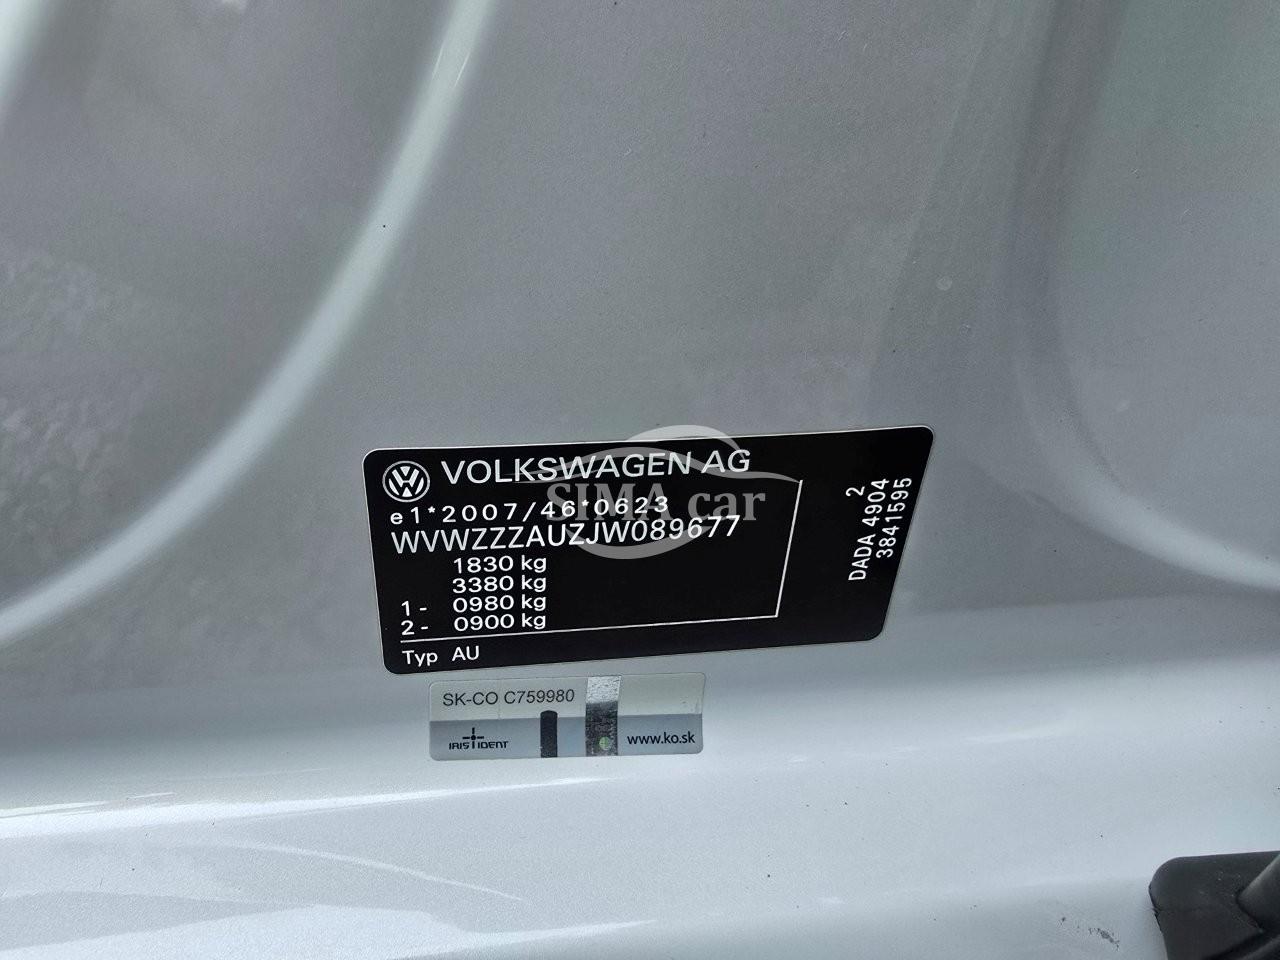 VOLKSWAGEN AG
SIMA car
e1*2007/46*0623
WVWZZZAUZJW089677
1830 kg
3380 kg
1- 0980 kg
2- 0900 kg
Typ AU
2
DADA 4904
3841595
SK-CO C759980
IRIS IDENT
www.ko.sk